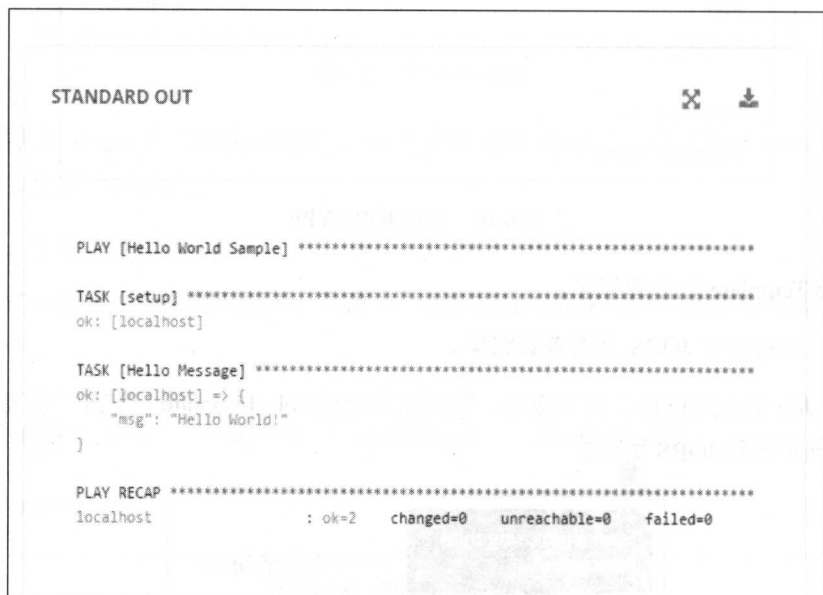 STANDARD OUT
PLAY [Hello World Sample] ******************************************************
TASK [setup] *******************************************************************
ok: [localhost]
TASK [Hello Message] ***********************************************************
ok: [localhost] => {
"msg": "Hello World!"
}
PLAY RECAP *********************************************************************
localhost : ok=2 changed=0 unreachable=0 failed=0